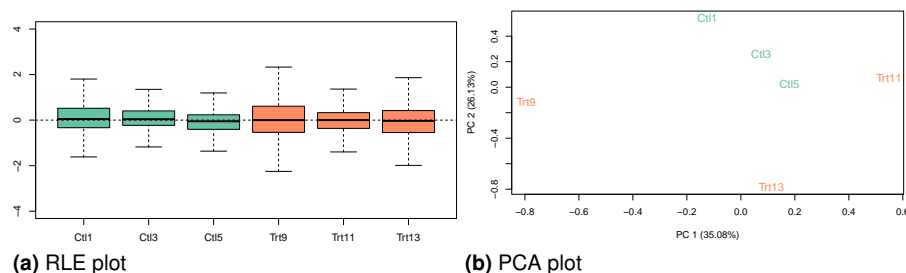 4
2
0
−2
−4
Ctl1
Ctl3
Ctl5
Trt9
Trt11
Trt13
(a) RLE plot
PC 2 (26.13%)
0.4
0.2
0.0
−0.4
−0.8
Ctl1
Ctl3
Ctl5
Trt11
Trt9
Trt13
−0.8
−0.6
−0.4
−0.2
0.0
0.2
0.4
0.6
PC 1 (35.08%)
(b) PCA plot